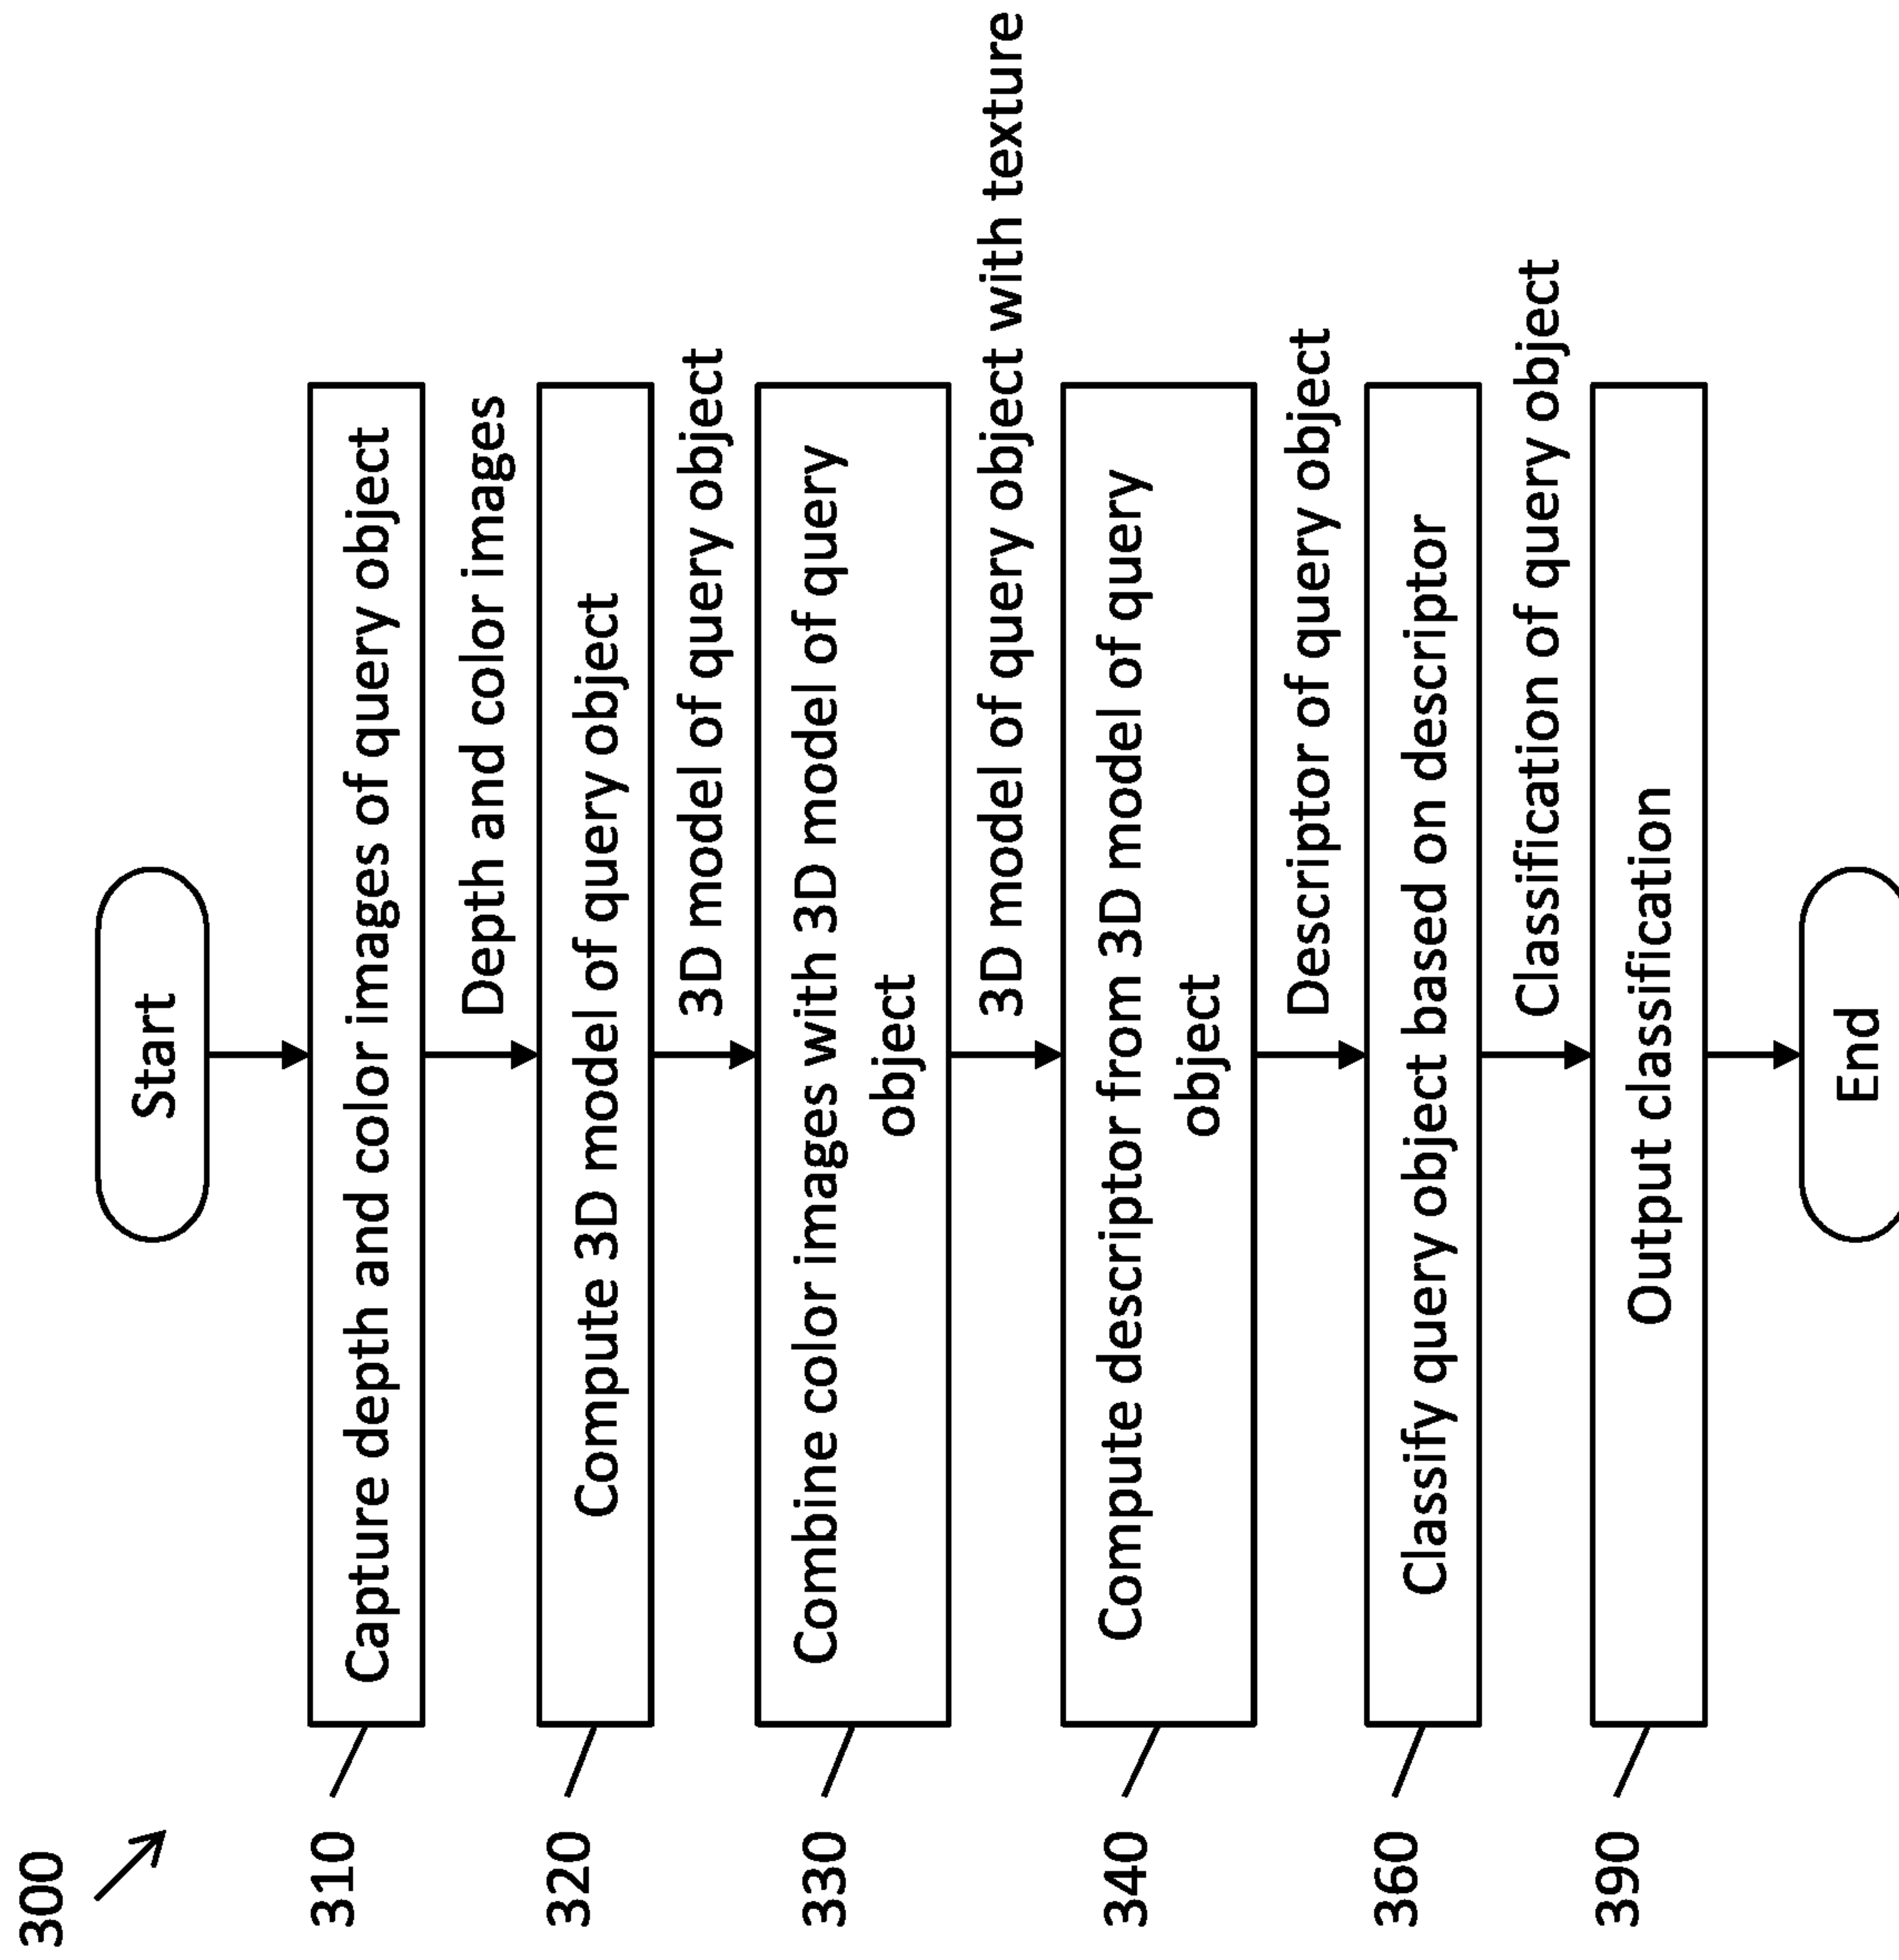 300
Start
310
Capture depth and color images of query object
Depth and color images
320
Compute 3D model of query object
3D model of query object
330
Combine color images with 3D model of query
object
3D model of query object with texture
340
Compute descriptor from 3D model of query
object
Descriptor of query object
360
Classify query object based on descriptor
Classification of query object
390
Output classification
End